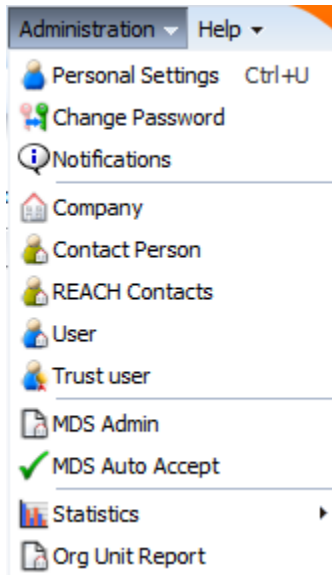 Administration Help
Personal Settings Ctrl+U
Change Password
Notifications
Company
Contact Person
REACH Contacts
User
Trust user
MDS Admin
MDS Auto Accept
Statistics
Org Unit Report